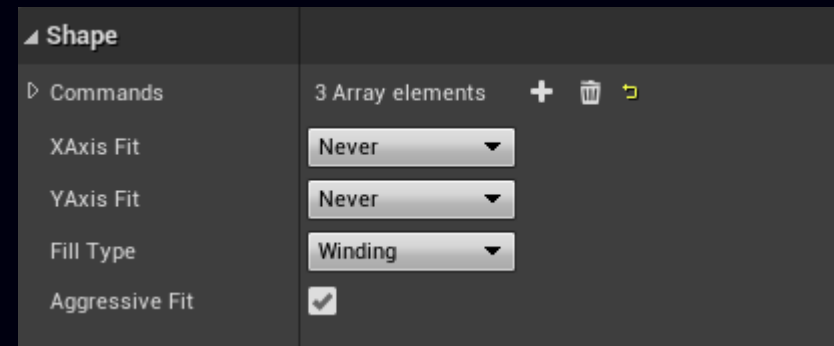 Shape
Commands 3 Array elements
XAxis Fit Never
YAxis Fit Never
Fill Type Winding
Aggressive Fit